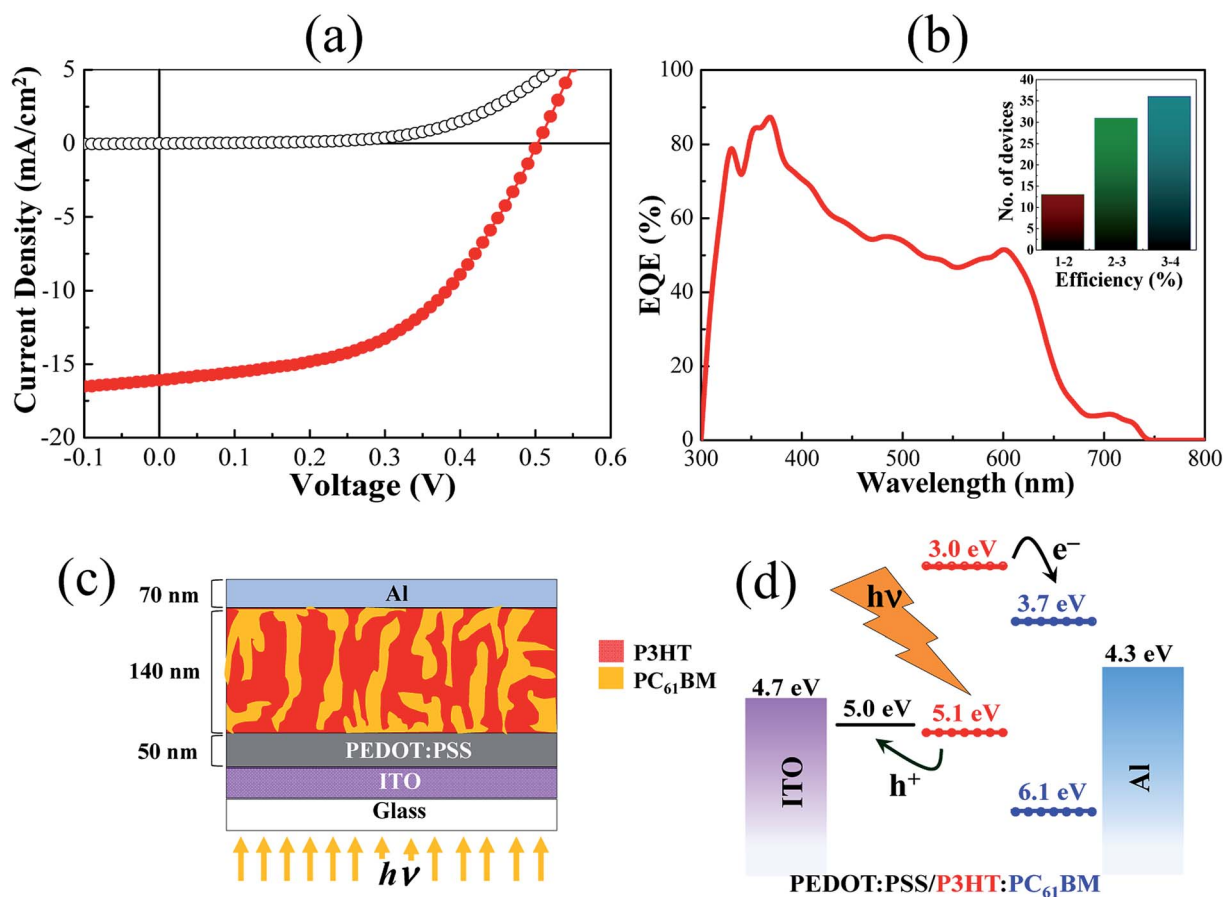 (a)
5
0
-5
-10
-15
-20
-0.1
0.0
0.1
0.2
0.3
0.4
0.5
0.6
Current Density (mA/cm²)
Voltage (V)
(b)
100
80
60
40
20
0
300
400
500
600
700
800
EQE (%)
Wavelength (nm)
40
35
30
25
20
15
10
5
0
1-2
2-3
3-4
No. of devices
Efficiency (%)
(c)
70 nm
Al
140 nm
P3HT
PC₆₁BM
50 nm
PEDOT:PSS
ITO
Glass
hν
(d)
3.0 eV
e⁻
hν
3.7 eV
4.3 eV
4.7 eV
5.0 eV
5.1 eV
h⁺
6.1 eV
ITO
Al
PEDOT:PSS/P3HT:PC₆₁BM